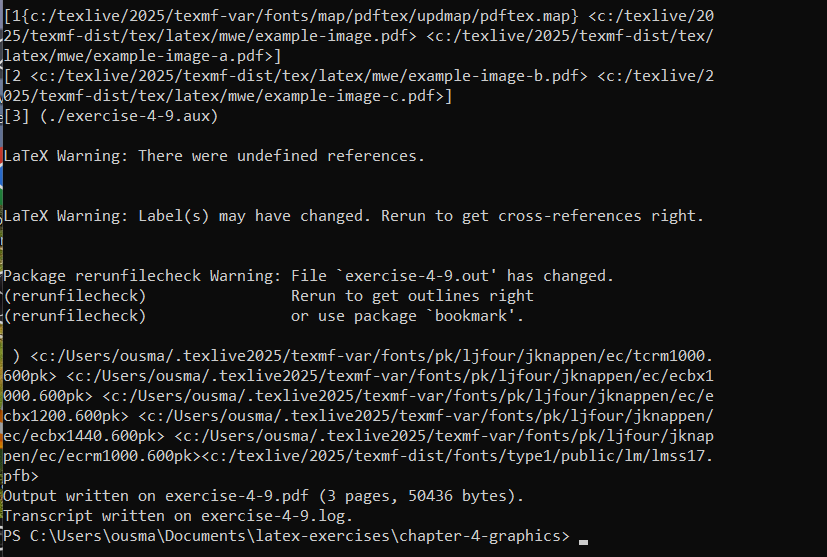 [1{c:/texlive/2025/texmf-var/fonts/map/pdftex/updmap/pdftex.map} <c:/texlive/20
25/texmf-dist/tex/latex/mwe/example-image.pdf> <c:/texlive/2025/texmf-dist/tex/
latex/mwe/example-image-a.pdf>]
[2 <c:/texlive/2025/texmf-dist/tex/latex/mwe/example-image-b.pdf> <c:/texlive/2
025/texmf-dist/tex/latex/mwe/example-image-c.pdf>]
[3] (./exercise-4-9.aux)
LaTeX Warning: There were undefined references.
LaTeX Warning: Label(s) may have changed. Rerun to get cross-references right.
Package rerunfilecheck Warning: File `exercise-4-9.out' has changed.
(rerunfilecheck)                Rerun to get outlines right
(rerunfilecheck)                or use package `bookmark'.
 ) <c:/Users/ousma/.texlive2025/texmf-var/fonts/pk/ljfour/jknappen/ec/tcrm1000.
600pk> <c:/Users/ousma/.texlive2025/texmf-var/fonts/pk/ljfour/jknappen/ec/ecbx1
000.600pk> <c:/Users/ousma/.texlive2025/texmf-var/fonts/pk/ljfour/jknappen/ec/e
cbx1200.600pk> <c:/Users/ousma/.texlive2025/texmf-var/fonts/pk/ljfour/jknappen/
ec/ecbx1440.600pk> <c:/Users/ousma/.texlive2025/texmf-var/fonts/pk/ljfour/jknap
pen/ec/ecrm1000.600pk><c:/texlive/2025/texmf-dist/fonts/type1/public/lm/lmss17.
pfb>
Output written on exercise-4-9.pdf (3 pages, 50436 bytes).
Transcript written on exercise-4-9.log.
PS C:\Users\ousma\Documents\latex-exercises\chapter-4-graphics>